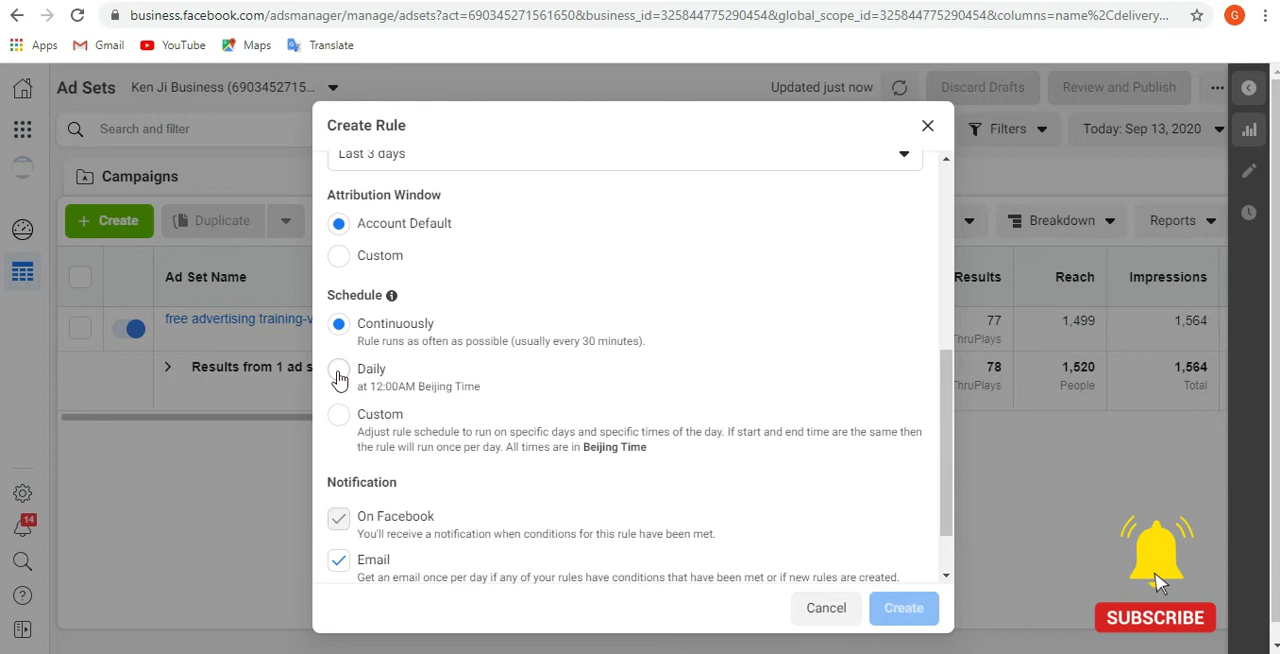 business.facebook.com/adsmanager/manage/adsets?act=690345271561650&business_id=325844775290454&global_scope_id=325844775290454&columns=name%2Cdelivery...
G
Apps Gmail YouTube Maps Translate
Ad Sets Ken Ji Business (6903452715... Updated just now Discard Drafts Review and Publish ...
Search and filter Filters Today: Sep 13, 2020
Campaigns
+ Create Duplicate Breakdown Reports
Ad Set Name Results Reach Impressions
free advertising training-v 77 1,499 1,564
ThruPlays
Results from 1 ad s 78 1,520 1,564
ThruPlays People Total
14
Create Rule
Last 3 days
Attribution Window
Account Default
Custom
Schedule
Continuously
Rule runs as often as possible (usually every 30 minutes).
Daily
at 12:00AM Beijing Time
Custom
Adjust rule schedule to run on specific days and specific times of the day. If start and end time are the same then
the rule will run once per day. All times are in Beijing Time
Notification
On Facebook
You'll receive a notification when conditions for this rule have been met.
Email
Get an email once per day if any of your rules have conditions that have been met or if new rules are created.
Cancel Create
SUBSCRIBE